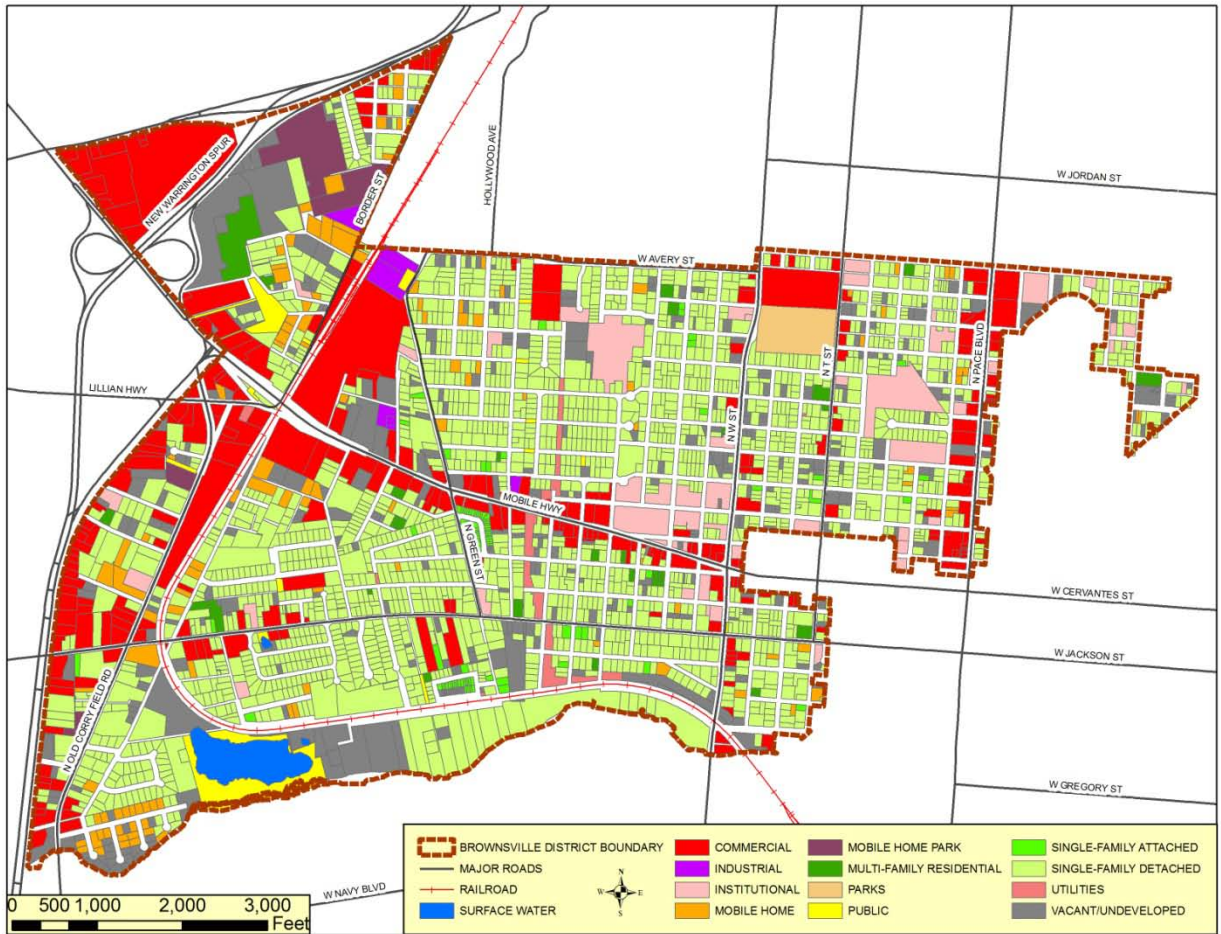 NEW WARRINGTON SPUR
BORDER ST
HOLLYWOOD AVE
W JORDAN ST
W AVERY ST
N W ST
N T ST
N PACE BLVD
LILLIAN HWY
MOBILE HWY
N GREEN ST
W CERVANTES ST
W JACKSON ST
N OLD CORRY FIELD RD
W GREGORY ST
W NAVY BLVD
BROWNSVILLE DISTRICT BOUNDARY
MAJOR ROADS
RAILROAD
SURFACE WATER
N
W E
S
COMMERCIAL
INDUSTRIAL
INSTITUTIONAL
MOBILE HOME
MOBILE HOME PARK
MULTI-FAMILY RESIDENTIAL
PARKS
PUBLIC
SINGLE-FAMILY ATTACHED
SINGLE-FAMILY DETACHED
UTILITIES
VACANT/UNDEVELOPED
0 500 1,000 2,000 3,000
Feet